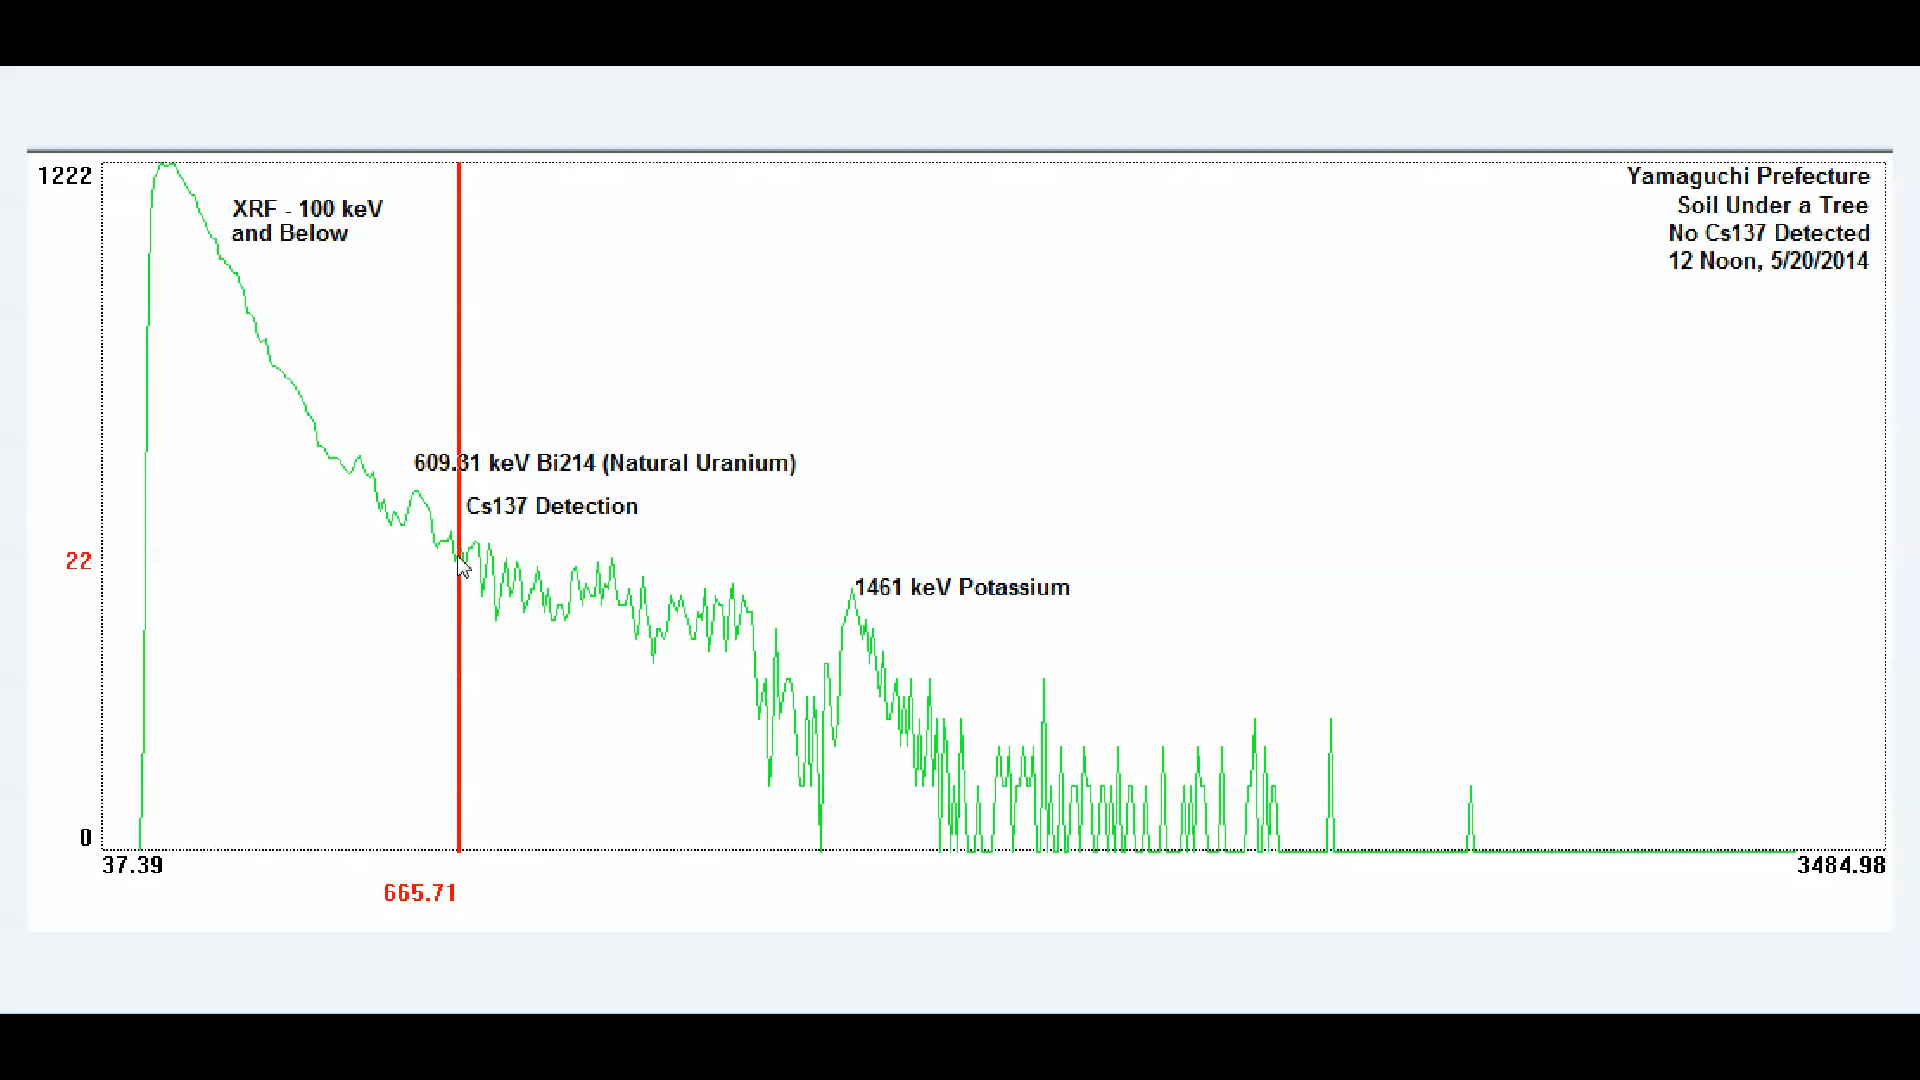 1222
Yamaguchi Prefecture
Soil Under a Tree
No Cs137 Detected
12 Noon, 5/20/2014
XRF - 100 keV
and Below
609.31 keV Bi214 (Natural Uranium)
Cs137 Detection
22
1461 keV Potassium
0
37.39
3484.98
665.71